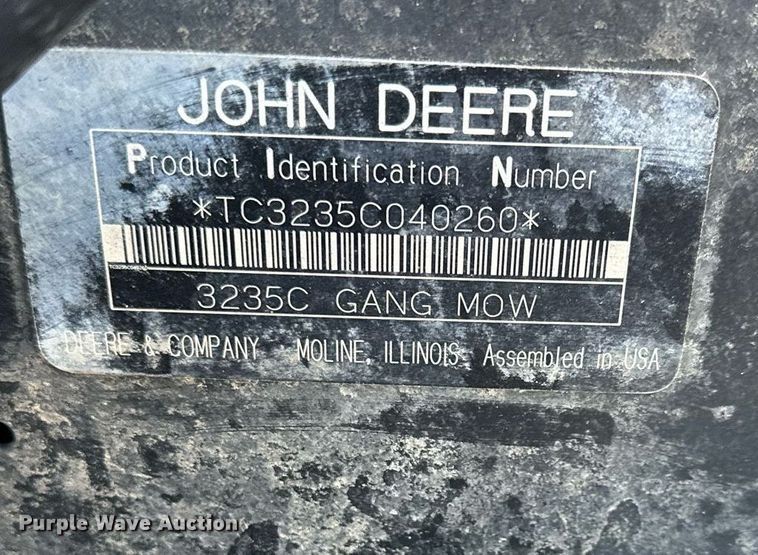 JOHN DEERE
Product Identification Number
*TC3235C040260*
3235C GANG MOW
DEERE & COMPANY MOLINE, ILLINOIS Assembled in USA
Purple Wave Auction